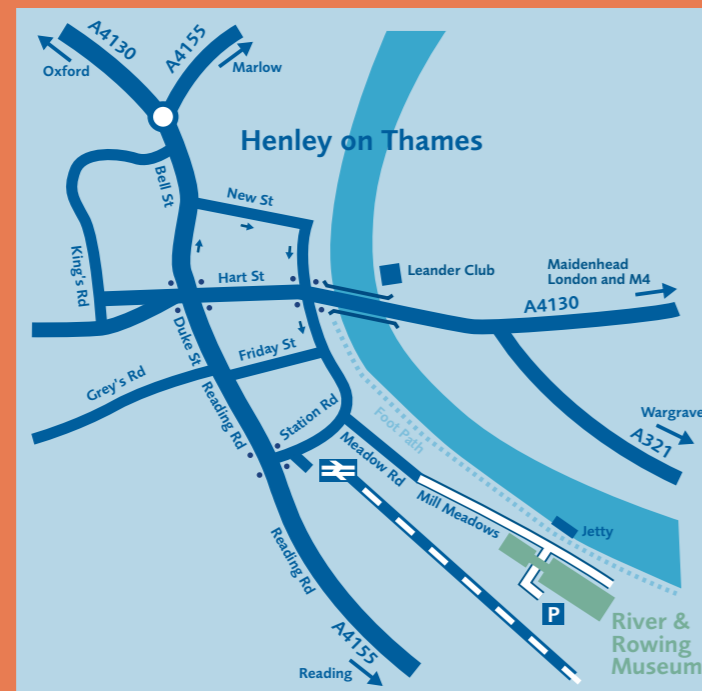 A4130
A4155
Oxford
Marlow
Henley on Thames
Bell St
New St
King's Rd
Hart St
Leander Club
Maidenhead
London and M4
A4130
Duke St
Friday St
Grey's Rd
Reading Rd
Station Rd
Foot Path
Wargrave
A321
Meadow Rd
Mill Meadows
Jetty
Reading Rd
P
River &
Rowing
Museum
A4155
Reading